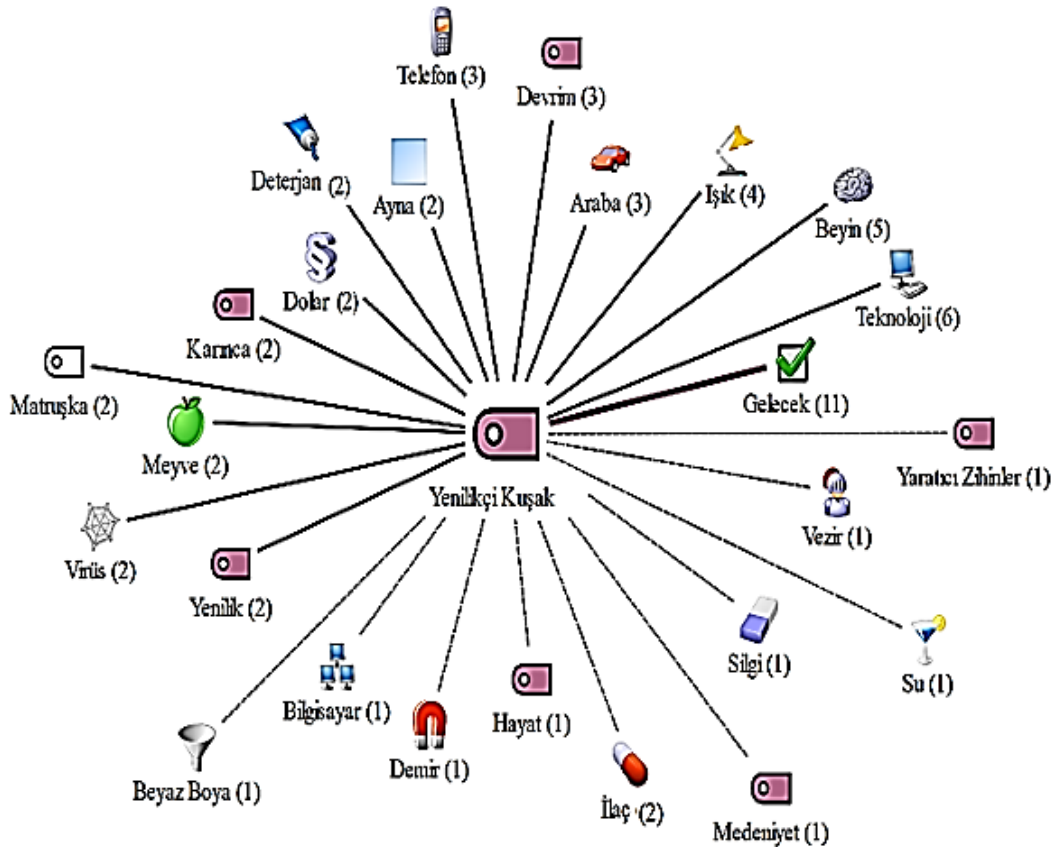 Telefon (3)
Devrim (3)
Deterjan (2)
Ayna (2)
Araba (3)
Işık (4)
Beyin (5)
Dolar (2)
Teknoloji (6)
Karınca (2)
Matruşka (2)
Gelecek (11)
Meyve (2)
Yaratıcı Zihinler (1)
Yenilikçi Kuşak
Vezir (1)
Virüs (2)
Yenilik (2)
Silgi (1)
Su (1)
Bilgisayar (1)
Hayat (1)
Demir (1)
Beyaz Boya (1)
İlaç (2)
Medeniyet (1)